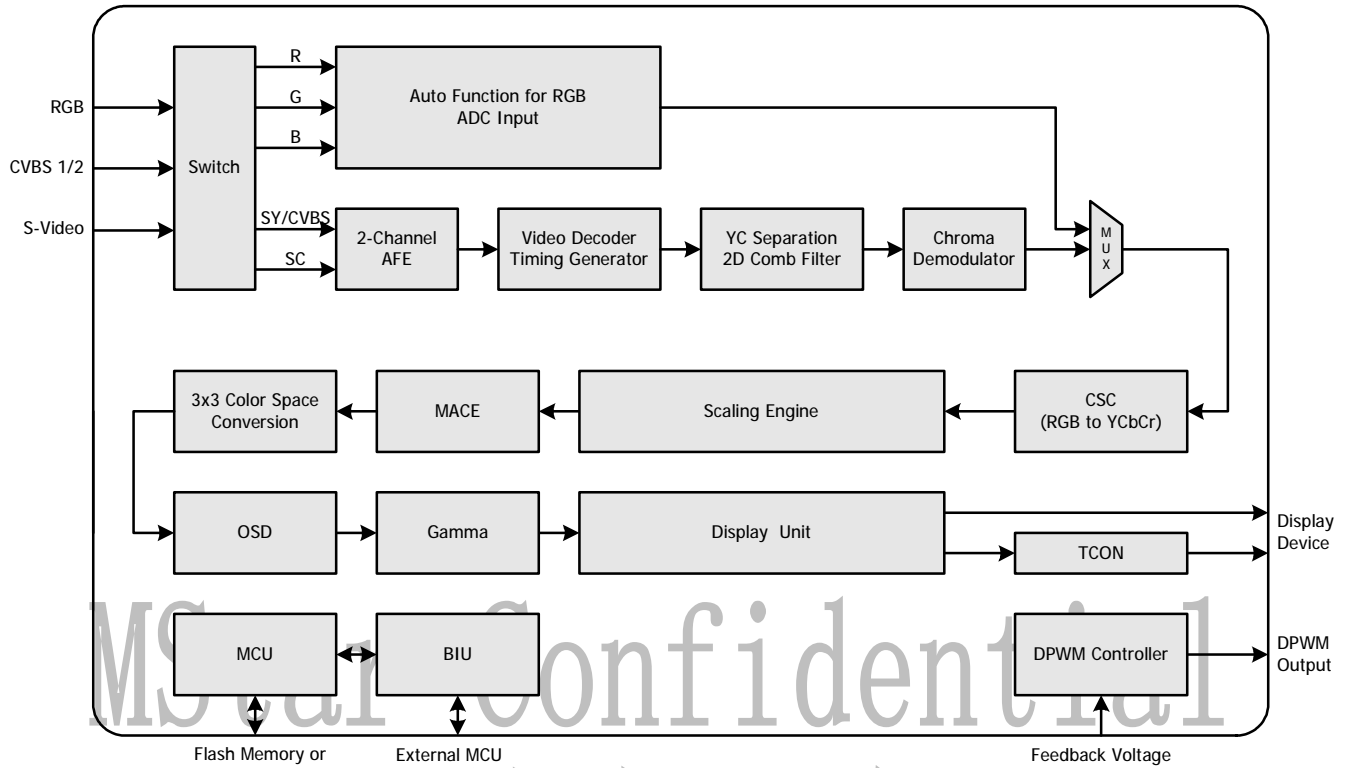 R
G
B
RGB
CVBS 1/2
S-Video
Switch
Auto Function for RGB
ADC Input
SY/CVBS
SC
2-Channel
AFE
Video Decoder
Timing Generator
YC Separation
2D Comb Filter
Chroma
Demodulator
M
U
X
3x3 Color Space
Conversion
MACE
Scaling Engine
CSC
(RGB to YCbCr)
OSD
Gamma
Display Unit
TCON
Display
Device
MStar Confidential
MCU
BIU
DPWM Controller
DPWM
Output
Flash Memory or
External MCU
Feedback Voltage